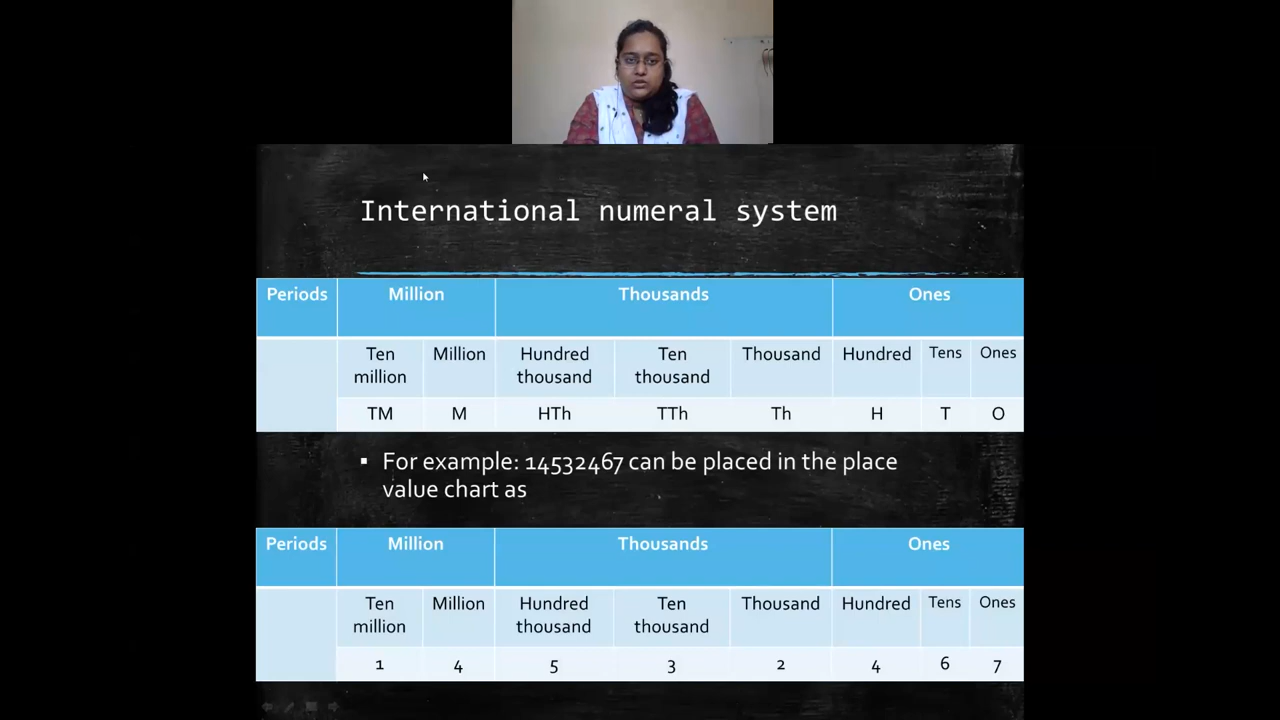 International numeral system
Periods Million Thousands Ones
Ten million Million Hundred thousand Ten thousand Thousand Hundred Tens Ones
TM M HTh TTh Th H T O
▪ For example: 14532467 can be placed in the place
value chart as
Periods Million Thousands Ones
Ten million Million Hundred thousand Ten thousand Thousand Hundred Tens Ones
1 4 5 3 2 4 6 7